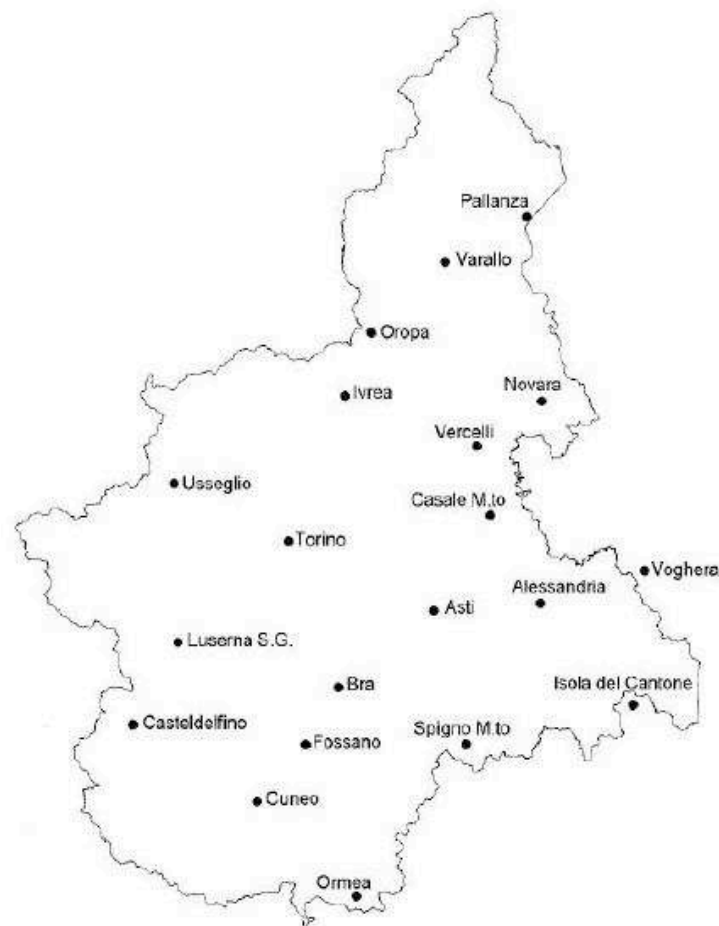 Pallanza
Varallo
Oropa
Ivrea
Novara
Vercelli
Usseglio
Casale M.to
Torino
Voghera
Alessandria
Asti
Luserna S.G.
Bra
Isola del Cantone
Casteldelfino
Fossano
Spigno M.to
Cuneo
Ormea